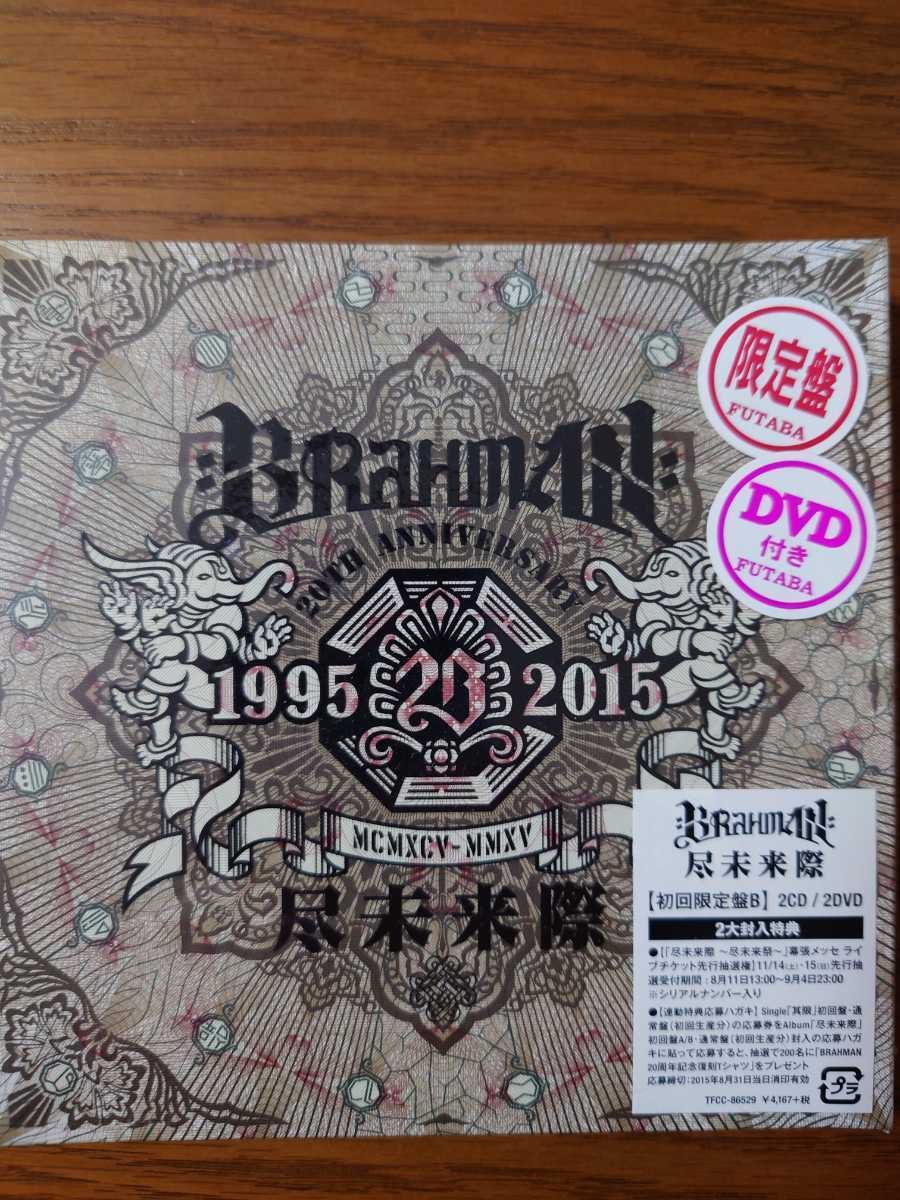 限定盤
FUTABA
DVD
付き
FUTABA
BRAHMAN
20TH ANNIVERSARY
1995 20 2015
MCMXCV-MMXV
尽未来際
BRAHMAN
尽未来際
【初回限定盤B】 2CD / 2DVD
2大封入特典
●【「尽未来際 ～尽未来祭～」幕張メッセ ライ
ブチケット先行抽選権】11/14(土)・15(日)先行抽
選受付期間：8月11日13:00～9月4日23:00
※シリアルナンバー入り
●【連動特典応募ハガキ】Single「其限」初回盤・通
常盤(初回生産分)の応募券をAlbum「尽未来際」
初回盤A/B・通常盤(初回生産分)封入の応募ハガ
キに貼って応募すると、抽選で200名に「BRAHMAN
20周年記念復刻Tシャツ」をプレゼント
応募締切：2015年8月31日当日消印有効
TFCC-86529 ¥4,167+税
プラ